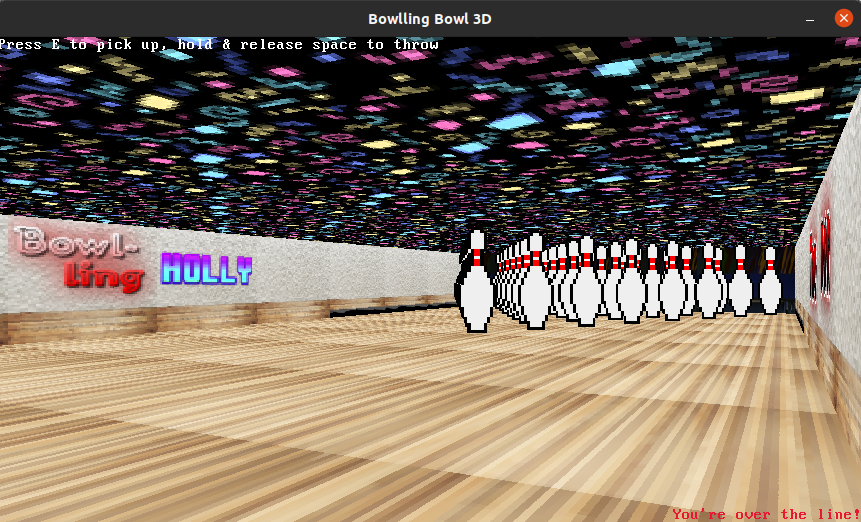 Bowlling Bowl 3D
Press E to pick up, hold & release space to throw
Bowl-
ling
HOLLY
You're over the line!